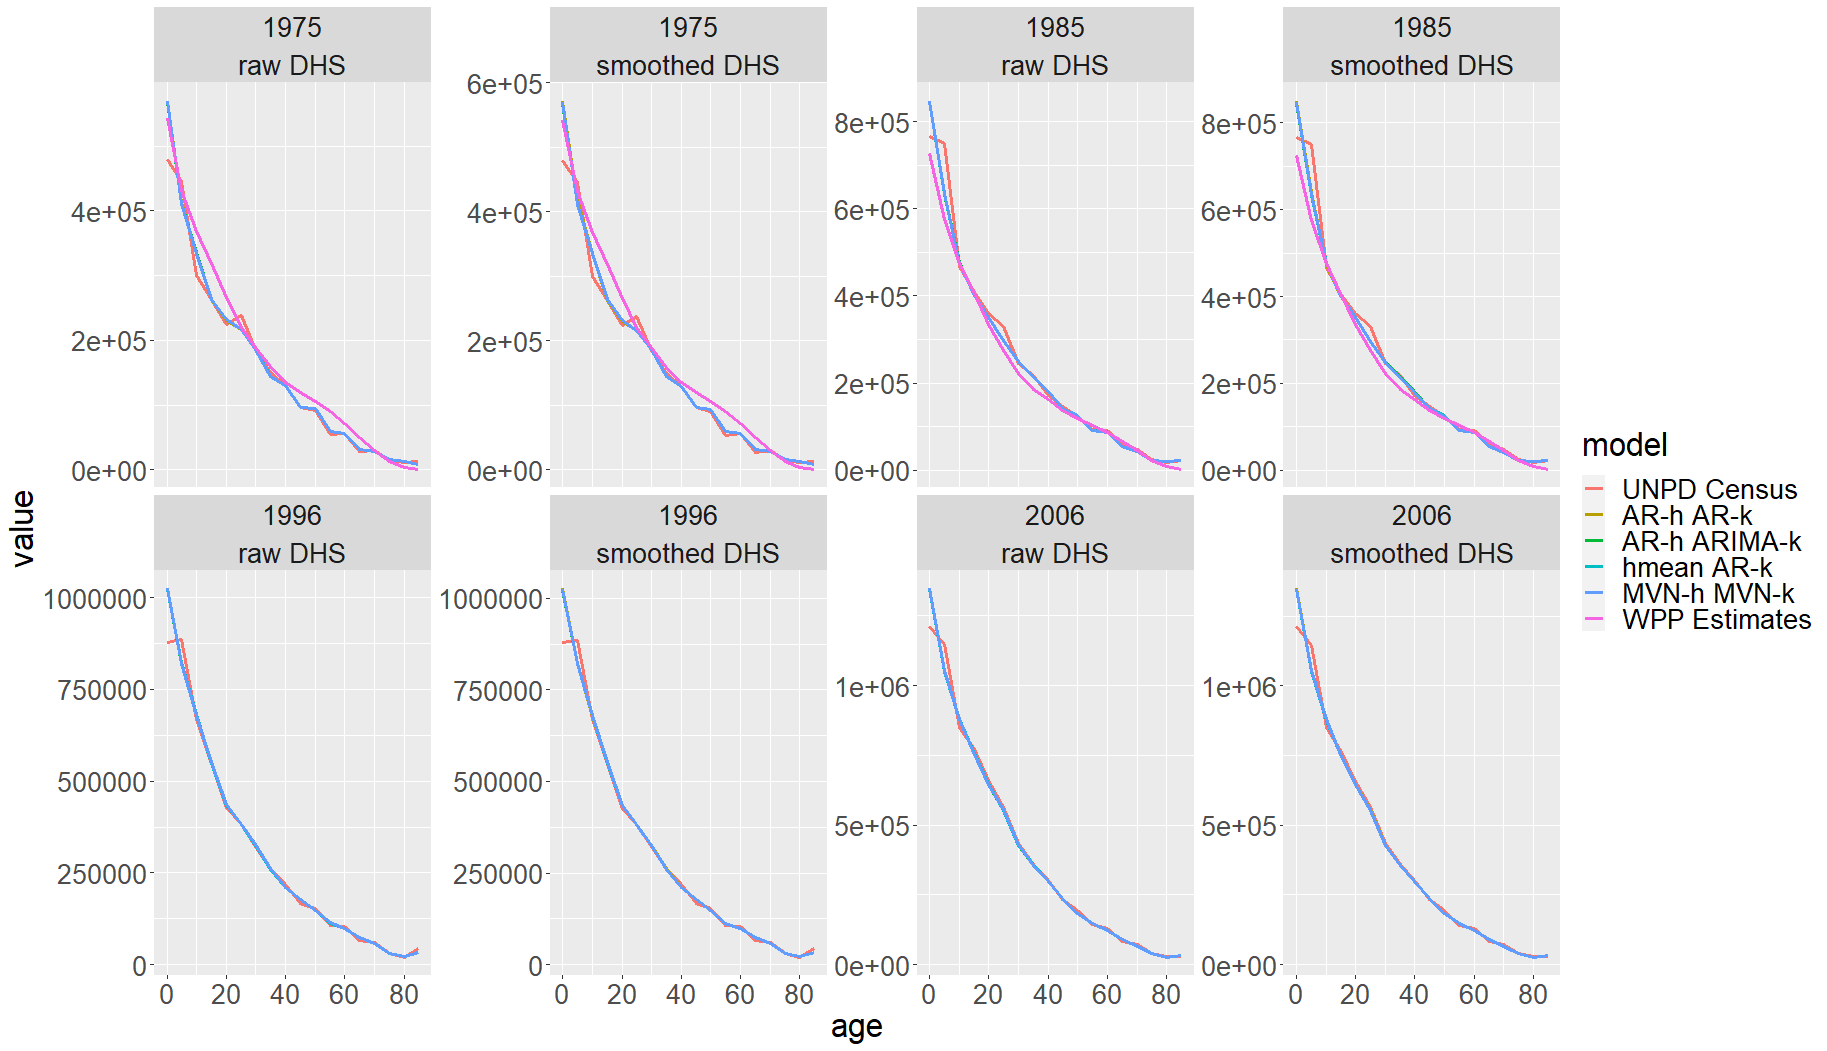 1975
raw DHS
1975
smoothed DHS
1985
raw DHS
1985
smoothed DHS
4e+05
2e+05
0e+00
6e+05
4e+05
2e+05
0e+00
8e+05
6e+05
4e+05
2e+05
0e+00
8e+05
6e+05
4e+05
2e+05
0e+00
1996
raw DHS
1996
smoothed DHS
2006
raw DHS
2006
smoothed DHS
1000000
750000
500000
250000
0
1000000
750000
500000
250000
0
1e+06
5e+05
0e+00
1e+06
5e+05
0e+00
0 20 40 60 80
0 20 40 60 80
0 20 40 60 80
0 20 40 60 80
age
value
model
UNPD Census
AR-h AR-k
AR-h ARIMA-k
hmean AR-k
MVN-h MVN-k
WPP Estimates